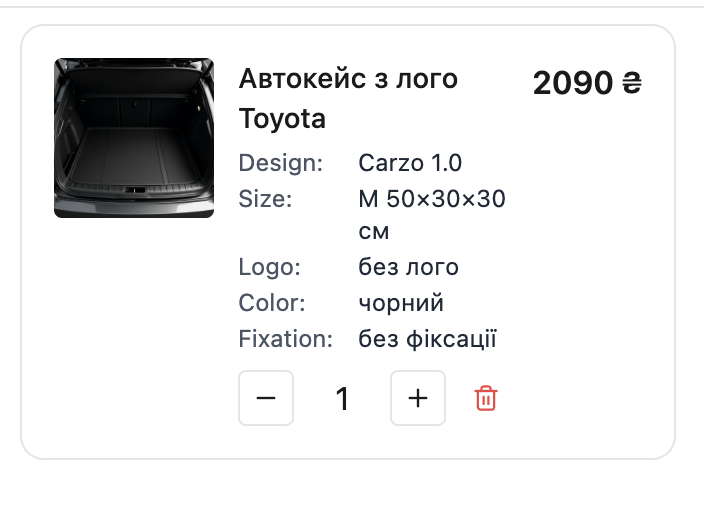 Автокейс з лого 2090 ₴
Toyota
Design: Carzo 1.0
Size: M 50×30×30
см
Logo: без лого
Color: чорний
Fixation: без фіксації
− 1 +